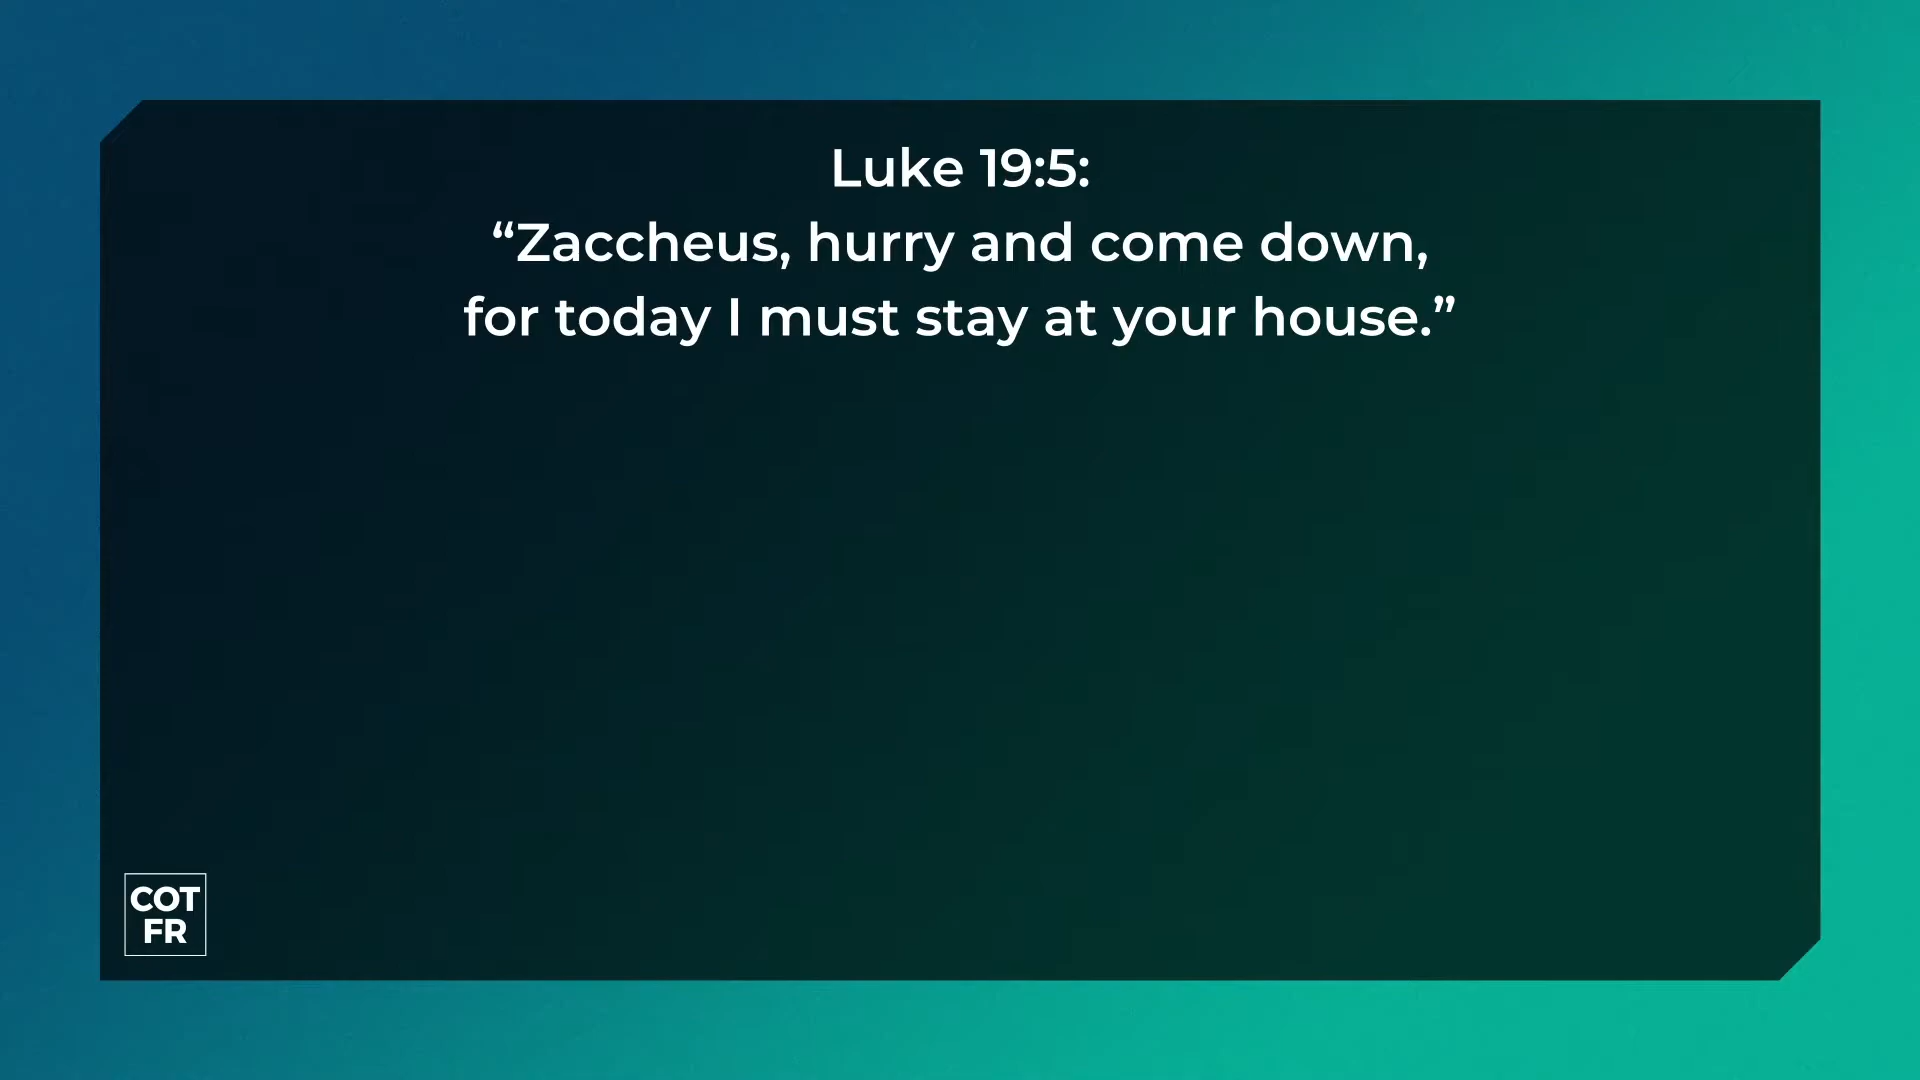 Luke 19:5:
“Zaccheus, hurry and come down,
for today I must stay at your house.”
COT
FR